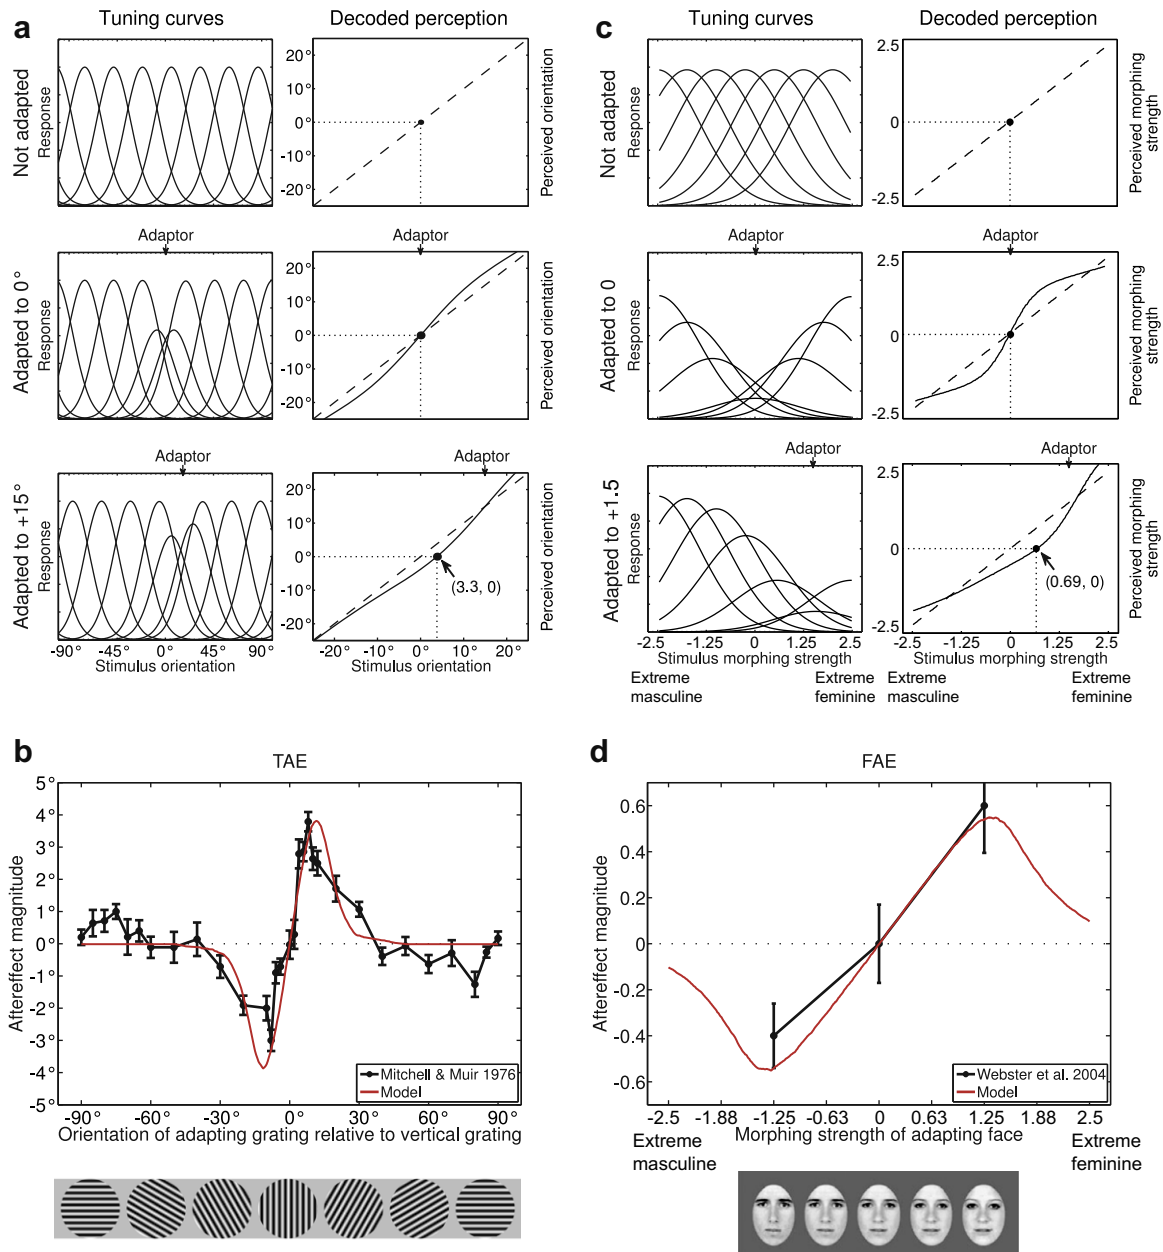 a
Tuning curves
Decoded perception
Not adapted
Response
20°
10°
0°
-10°
-20°
Perceived orientation
Adaptor
Adaptor
Adapted to 0°
Response
20°
10°
0°
-10°
-20°
Perceived orientation
Adaptor
Adaptor
Adapted to +15°
Response
20°
10°
0°
-10°
-20°
(3.3, 0)
Perceived orientation
-90° -45° 0° 45° 90°
Stimulus orientation
-20° 0° 20°
Stimulus orientation
c
Tuning curves
Decoded perception
Not adapted
Response
2.5
0
-2.5
Perceived morphing
strength
Adaptor
Adaptor
Adapted to 0
Response
2.5
0
-2.5
Perceived morphing
strength
Adaptor
Adaptor
Adapted to +1.5
Response
2.5
0
-2.5
(0.69, 0)
Perceived morphing
strength
-2.5 -1.25 0 1.25 2.5
Stimulus morphing strength
Extreme
masculine
Extreme
feminine
-1.25 0 1.25 2.5
Stimulus morphing strength
Extreme
masculine
Extreme
feminine
b
TAE
5°
4°
3°
2°
1°
0°
-1°
-2°
-3°
-4°
-5°
Aftereffect magnitude
Mitchell & Muir 1976
Model
-90° -60° -30° 0° 30° 60° 90°
Orientation of adapting grating relative to vertical grating
d
FAE
0.6
0.4
0.2
0
-0.2
-0.4
-0.6
Aftereffect magnitude
Webster et al. 2004
Model
-2.5 -1.88 -1.25 -0.63 0 0.63 1.25 1.88 2.5
Morphing strength of adapting face
Extreme
masculine
Extreme
feminine